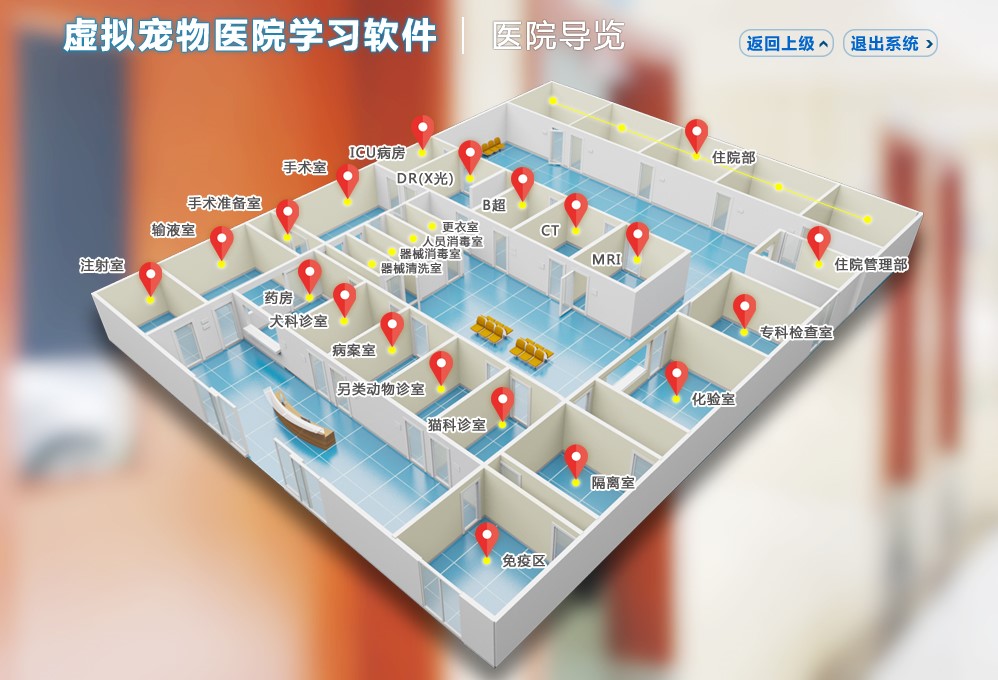 虚拟宠物医院学习软件
医院导览
返回上级
退出系统
ICU病房
住院部
手术室
DR(X光)
手术准备室
B超
输液室
更衣室
CT
人员消毒室
器械消毒室
MRI
注射室
器械清洗室
住院管理部
药房
犬科诊室
专科检查室
病案室
另类动物诊室
化验室
猫科诊室
隔离室
免疫区